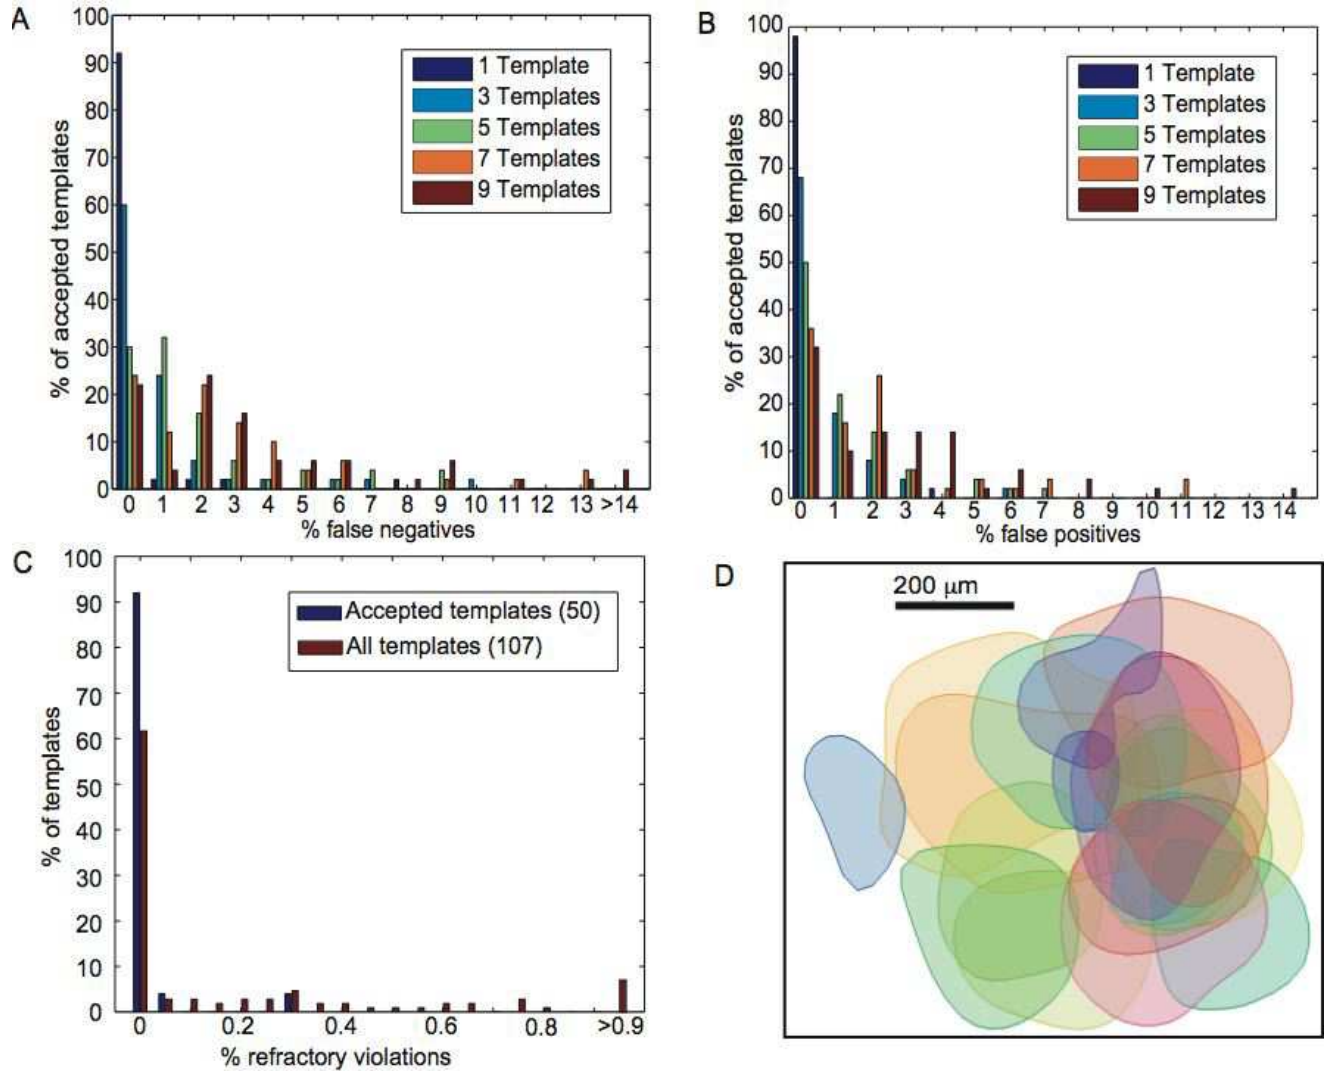 A
100
90
80
70
60
50
40
30
20
10
0
% of accepted templates
1 Template
3 Templates
5 Templates
7 Templates
9 Templates
0 1 2 3 4 5 6 7 8 9 10 11 12 13 >14
% false negatives
B
100
90
80
70
60
50
40
30
20
10
0
% of accepted templates
1 Template
3 Templates
5 Templates
7 Templates
9 Templates
0 1 2 3 4 5 6 7 8 9 10 11 12 13 14
% false positives
C
100
90
80
70
60
50
40
30
20
10
0
% of templates
Accepted templates (50)
All templates (107)
0 0.2 0.4 0.6 0.8 >0.9
% refractory violations
D
200 μm